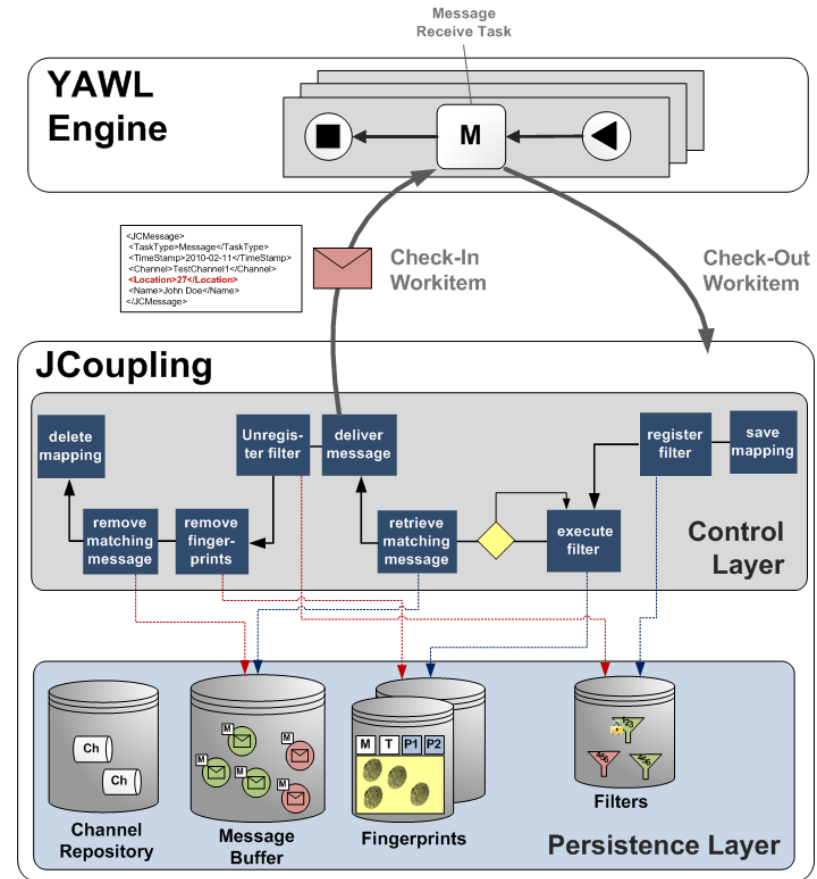 Message
Receive Task
YAWL
Engine
M
<JCMessage>
<TaskType>Message</TaskType>
<TimeStamp>2010-02-11</TimeStamp>
<Channel>TestChannel1</Channel>
<Location>27</Location>
<Name>John Doe</Name>
</JCMessage>
Check-In
Workitem
Check-Out
Workitem
JCoupling
delete
mapping
Unregis-
ter filter
deliver
message
register
filter
save
mapping
remove
matching
message
remove
finger-
prints
retrieve
matching
message
execute
filter
Control
Layer
Ch
Ch
M
M
M
M
M
M
M T P1 P2
123
456
456
Channel
Repository
Message
Buffer
Fingerprints
Filters
Persistence Layer